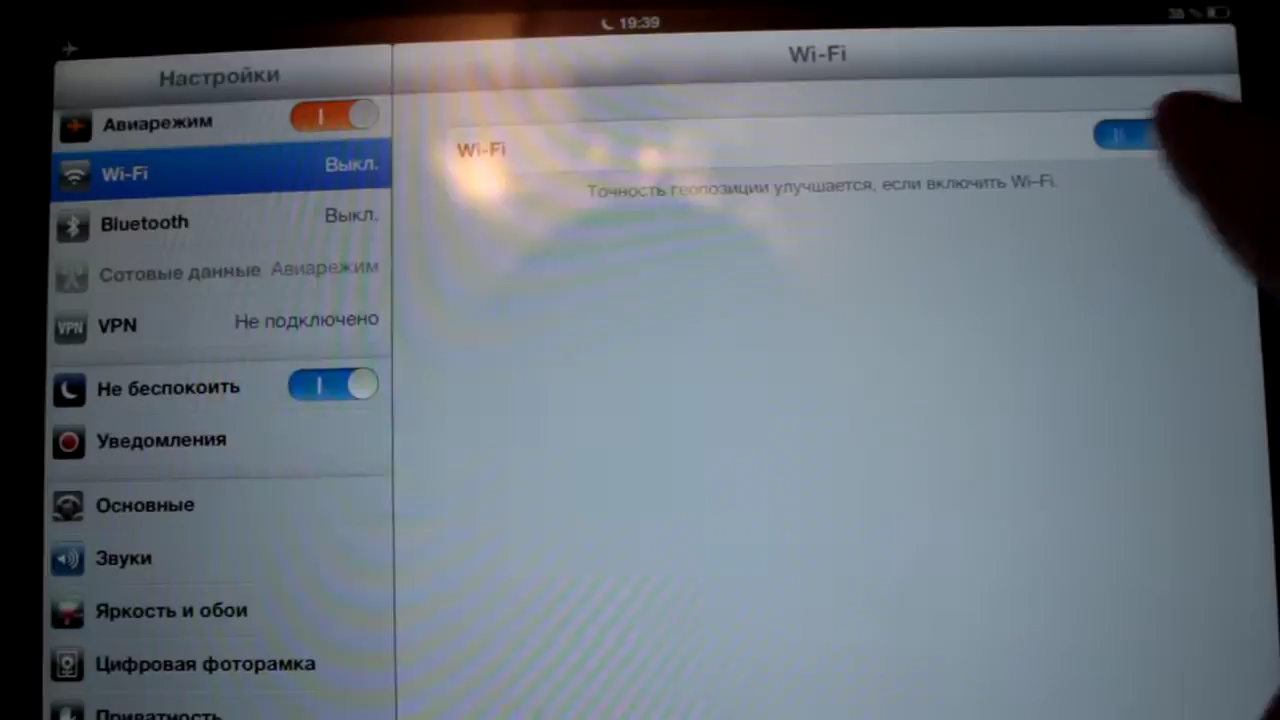 19:39
Настройки
Wi-Fi
Авиарежим
Wi-Fi Выкл.
Wi-Fi
Точность геопозиции улучшается, если включить Wi-Fi.
Bluetooth Выкл.
Сотовые данные Авиарежим
VPN VPN Не подключено
Не беспокоить
Уведомления
Основные
Звуки
Яркость и обои
Цифровая фоторамка
Приватность